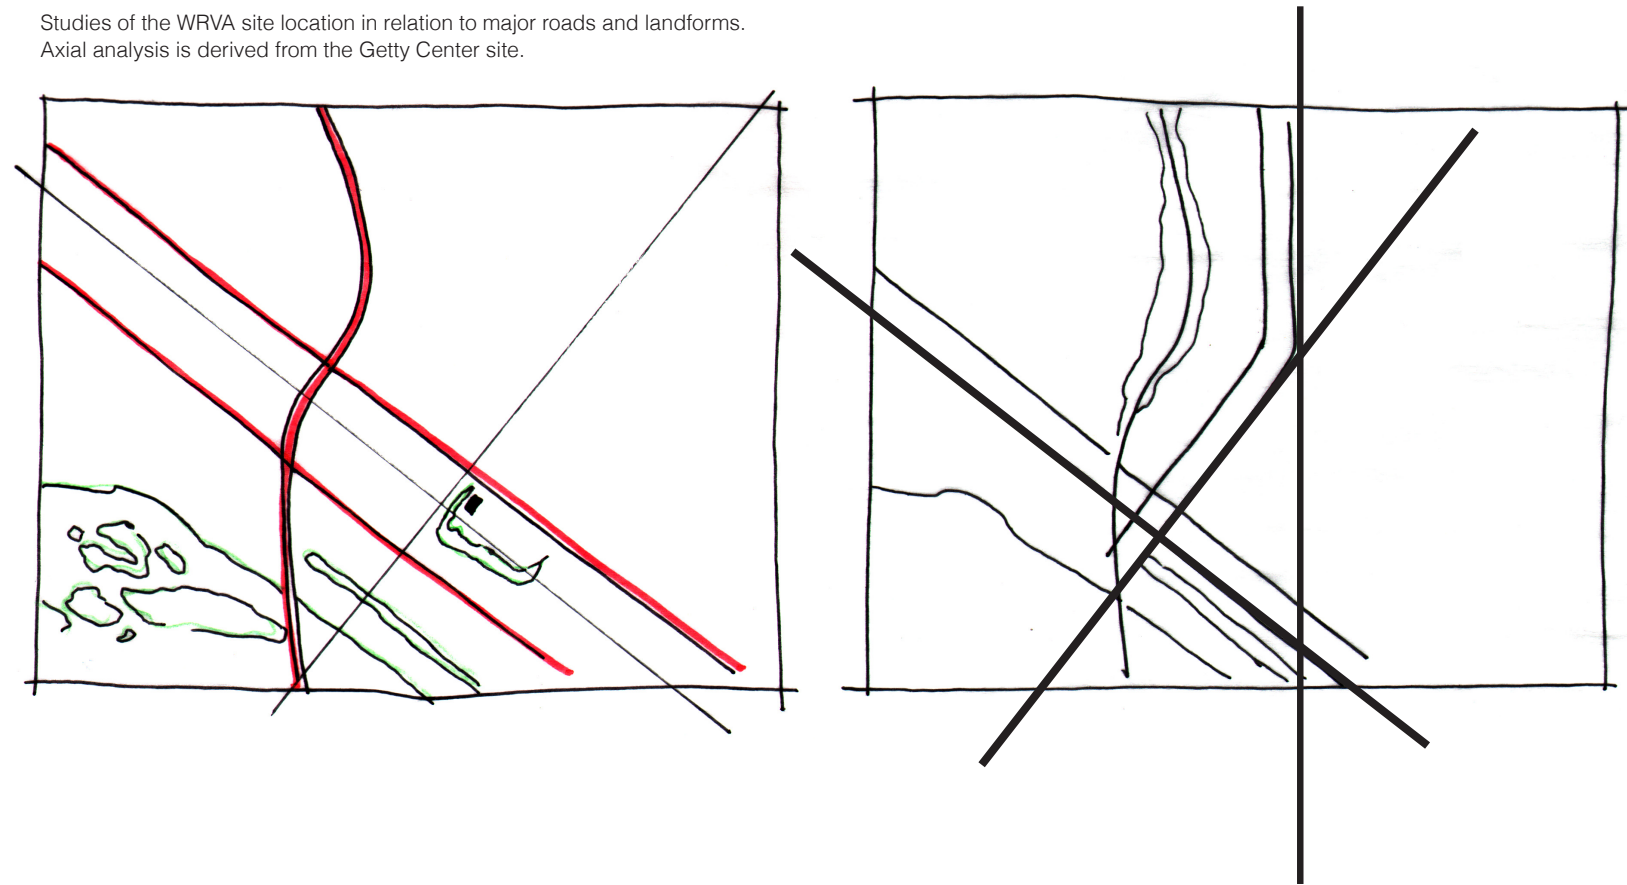 Studies of the WRVA site location in relation to major roads and landforms.
Axial analysis is derived from the Getty Center site.